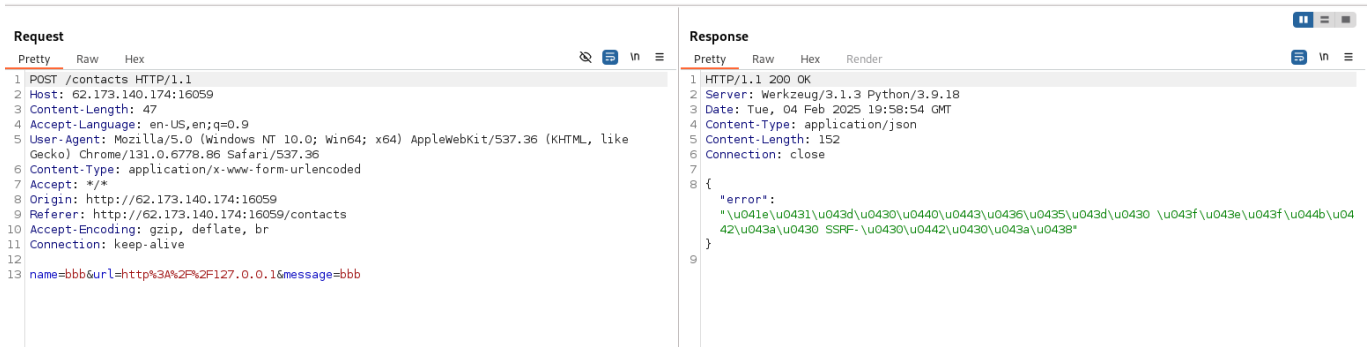 Request
Pretty Raw Hex \n
1 POST /contacts HTTP/1.1
2 Host: 62.173.140.174:16059
3 Content-Length: 47
4 Accept-Language: en-US,en;q=0.9
5 User-Agent: Mozilla/5.0 (Windows NT 10.0; Win64; x64) AppleWebKit/537.36 (KHTML, like
Gecko) Chrome/131.0.6778.86 Safari/537.36
6 Content-Type: application/x-www-form-urlencoded
7 Accept: */*
8 Origin: http://62.173.140.174:16059
9 Referer: http://62.173.140.174:16059/contacts
10 Accept-Encoding: gzip, deflate, br
11 Connection: keep-alive
12
13 name=bbb&url=http%3A%2F%2F127.0.0.1&message=bbb
Response
Pretty Raw Hex Render \n
1 HTTP/1.1 200 OK
2 Server: Werkzeug/3.1.3 Python/3.9.18
3 Date: Tue, 04 Feb 2025 19:58:54 GMT
4 Content-Type: application/json
5 Content-Length: 152
6 Connection: close
7
8 {
"error":
"\u041e\u0431\u043d\u0430\u0440\u0443\u0436\u0435\u043d\u0430 \u043f\u043e\u043f\u044b\u04
42\u043a\u0430 SSRF-\u0430\u0442\u0430\u043a\u0438"
}
9